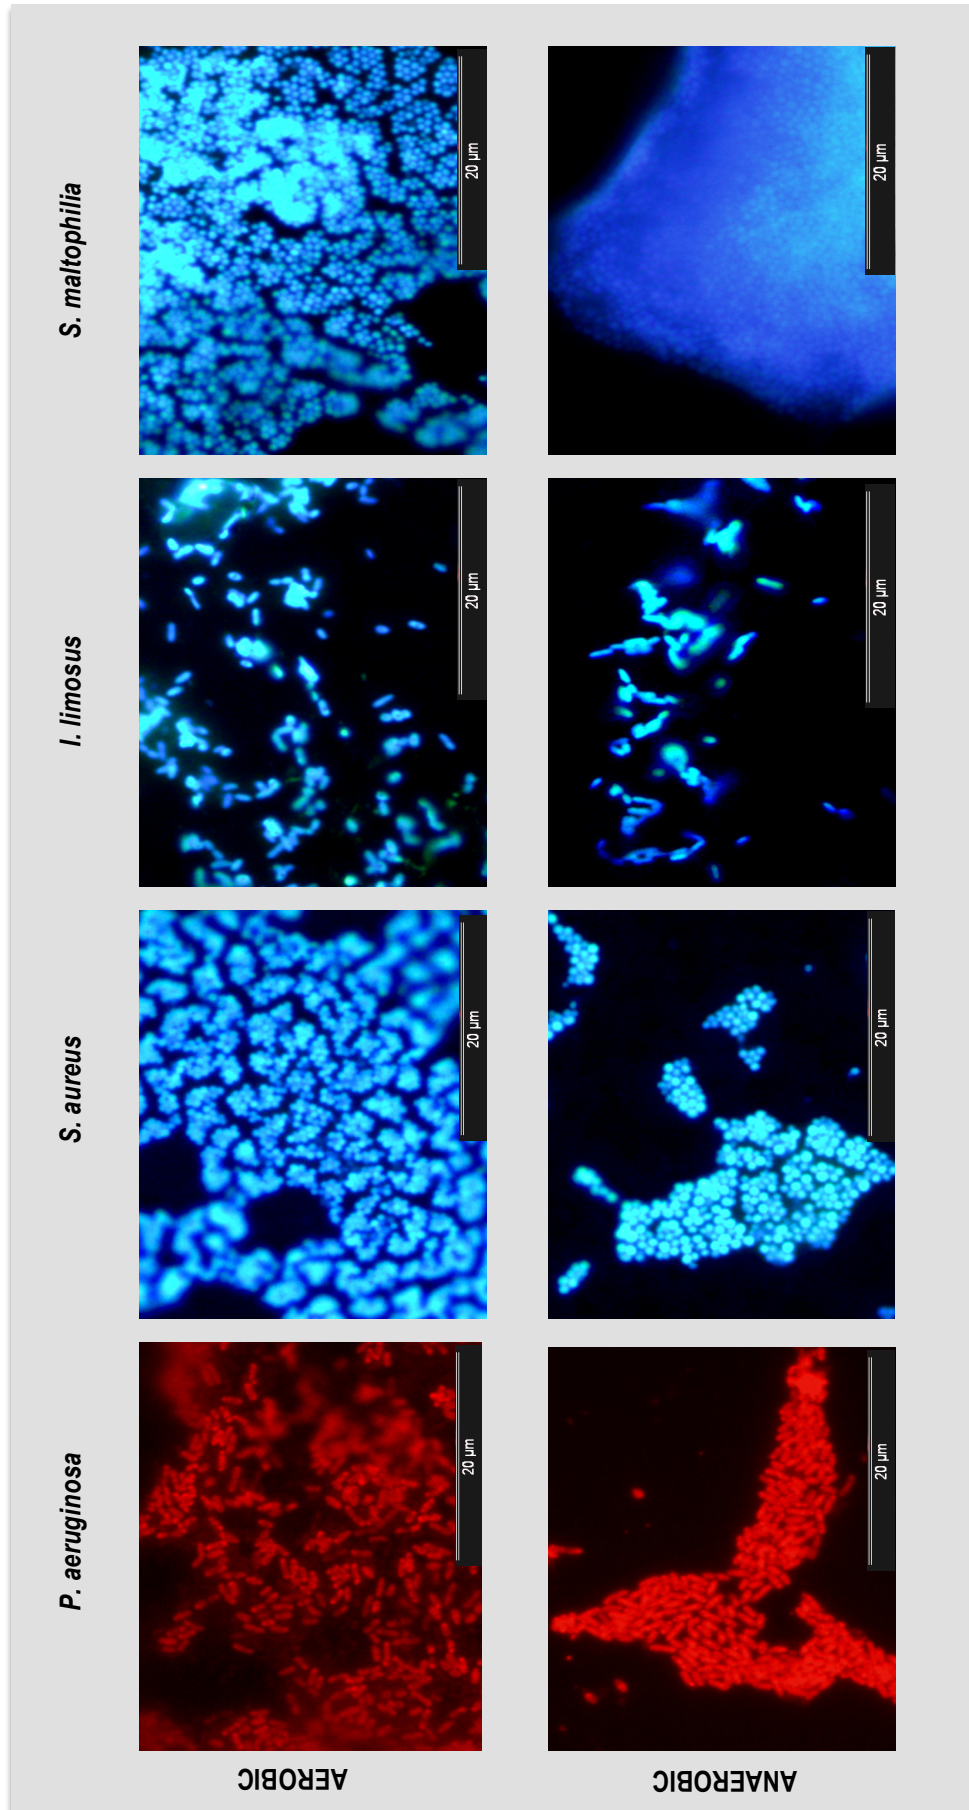 P. aeruginosa
S. aureus
I. limosus
S. maltophilia
AEROBIC
20 µm
20 µm
20 µm
20 µm
ANAEROBIC
20 µm
20 µm
20 µm
20 µm